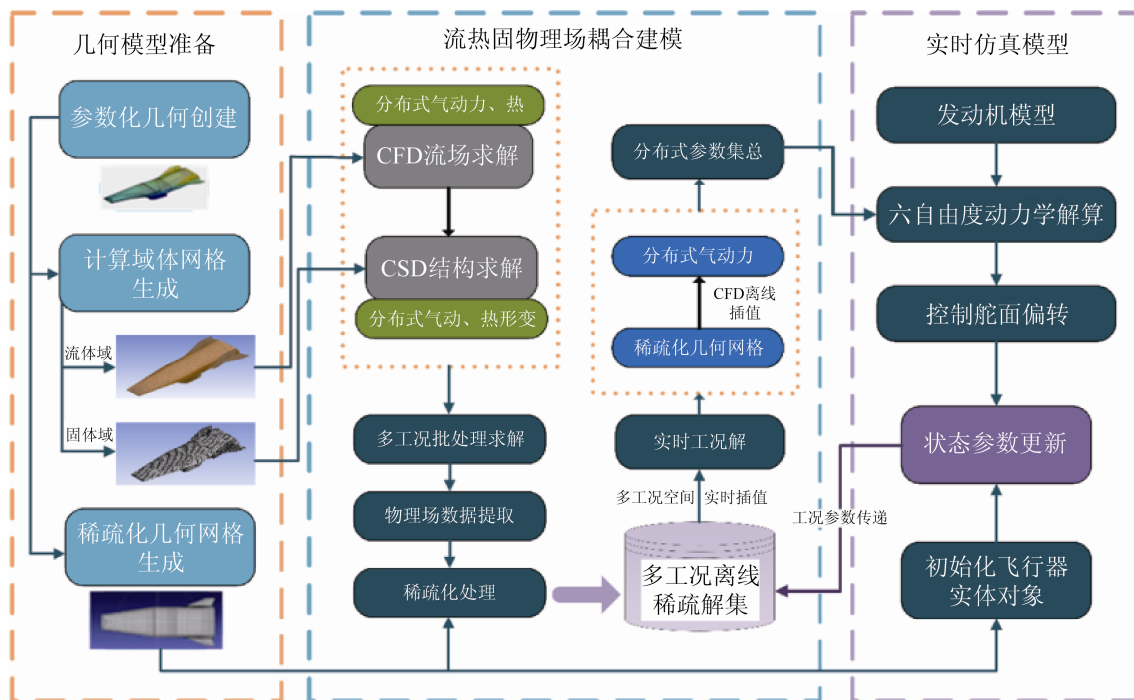 几何模型准备
参数化几何创建
计算域体网格
生成
流体域
固体域
稀疏化几何网格
生成
流热固物理场耦合建模
分布式气动力、热
CFD流场求解
CSD结构求解
分布式气动、热形变
多工况批处理求解
物理场数据提取
稀疏化处理
分布式参数集总
分布式气动力
CFD离线
插值
稀疏化几何网格
实时工况解
多工况空间
实时插值
多工况离线
稀疏解集
实时仿真模型
发动机模型
六自由度动力学解算
控制舵面偏转
状态参数更新
工况参数传递
初始化飞行器
实体对象